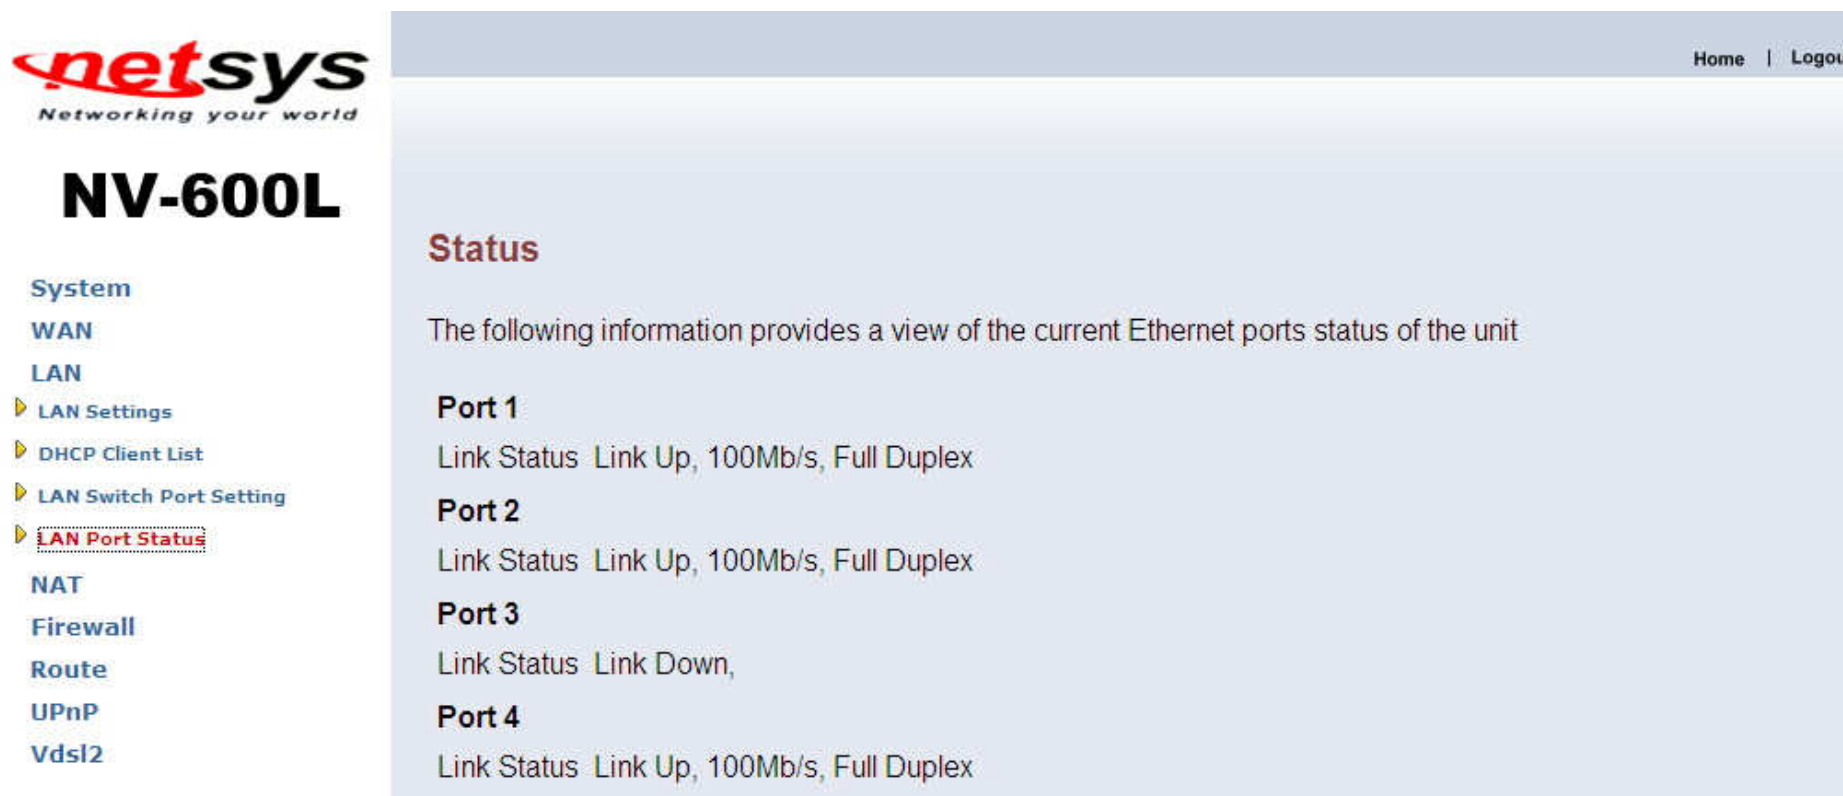 netsys
Networking your world
NV-600L
System
WAN
LAN
LAN Settings
DHCP Client List
LAN Switch Port Setting
LAN Port Status
NAT
Firewall
Route
UPnP
Vdsl2
Home | Logou
Status
The following information provides a view of the current Ethernet ports status of the unit
Port 1
Link Status Link Up, 100Mb/s, Full Duplex
Port 2
Link Status Link Up, 100Mb/s, Full Duplex
Port 3
Link Status Link Down,
Port 4
Link Status Link Up, 100Mb/s, Full Duplex